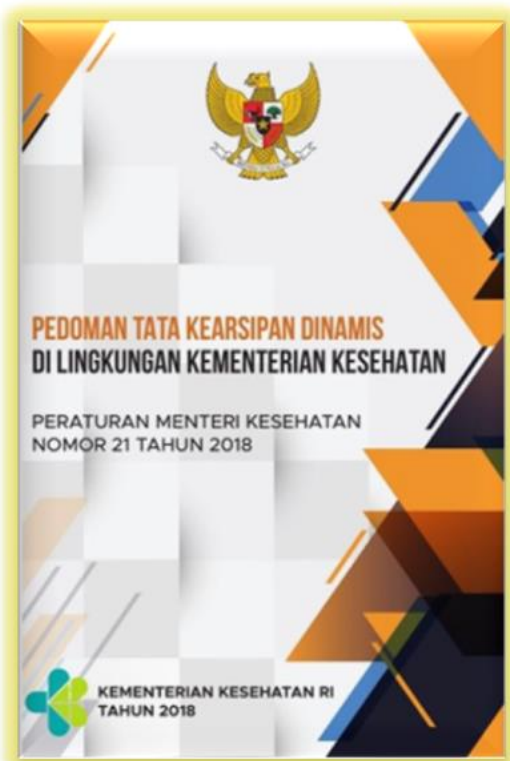 PEDOMAN TATA KEARSIPAN DINAMIS
DI LINGKUNGAN KEMENTERIAN KESEHATAN
PERATURAN MENTERI KESEHATAN
NOMOR 21 TAHUN 2018
KEMENTERIAN KESEHATAN RI
TAHUN 2018